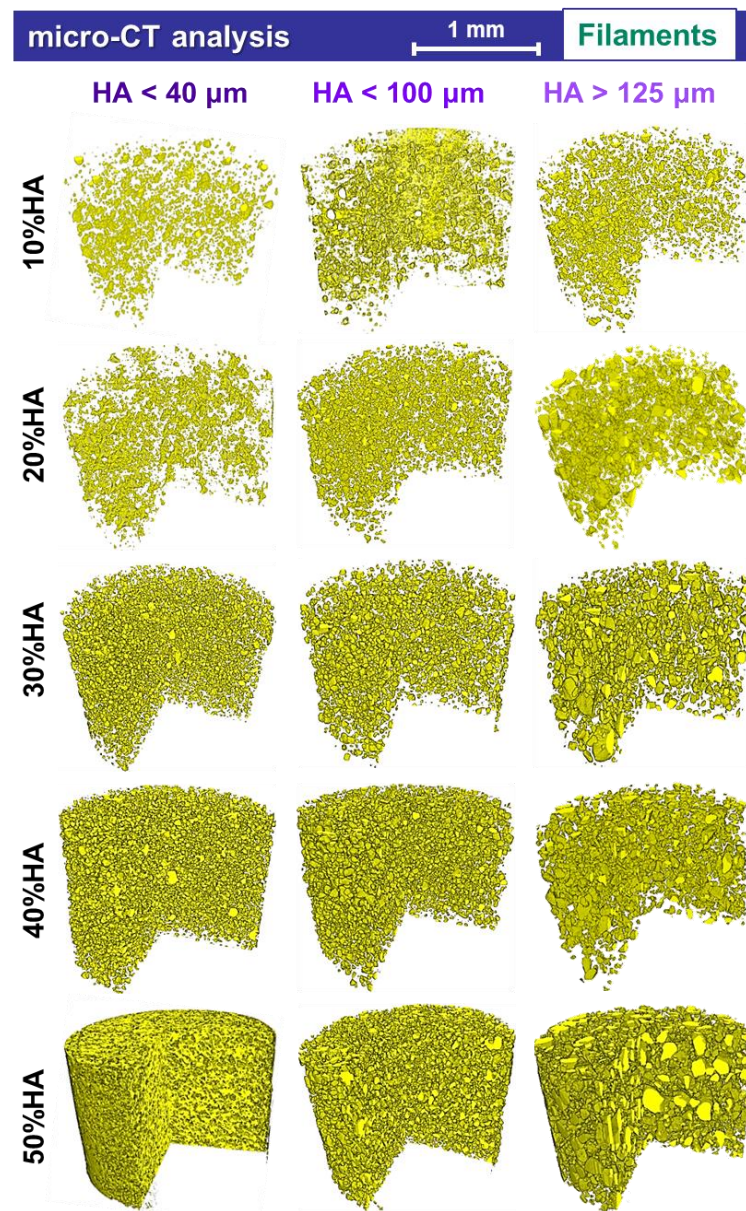 micro-CT analysis 1 mm Filaments
HA < 40 µm HA < 100 µm HA > 125 µm
10%HA
20%HA
30%HA
40%HA
50%HA